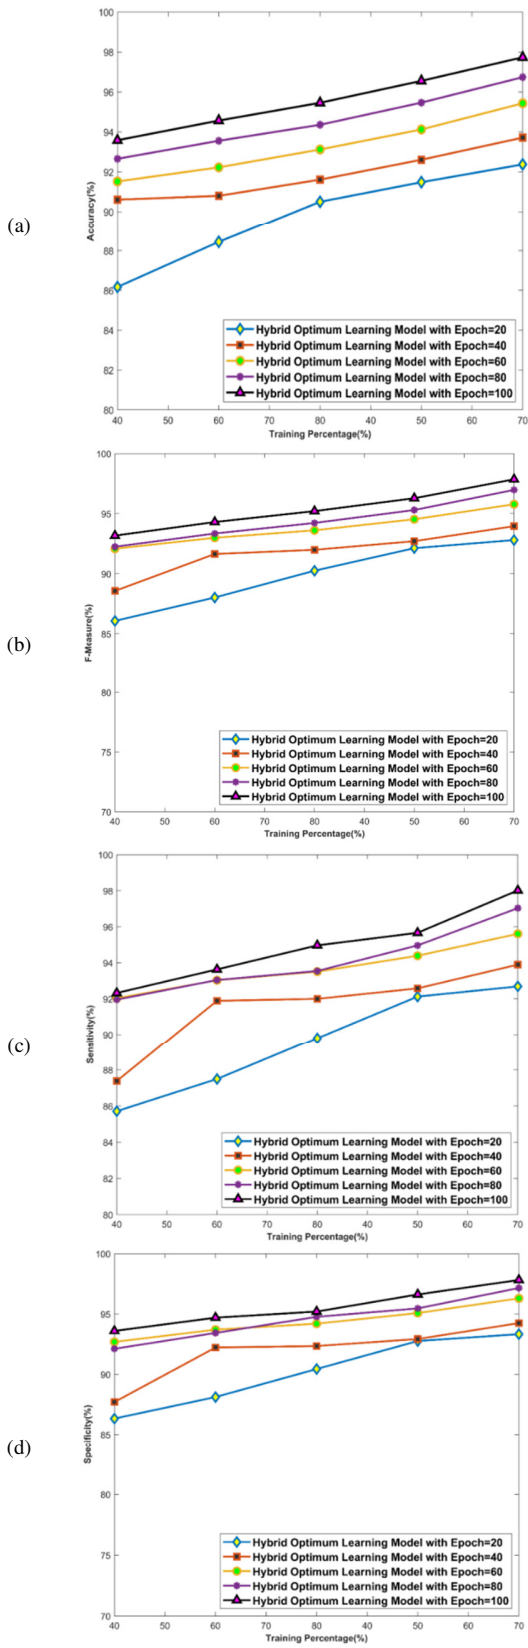 100
98
96
94
92
90
88
86
84
82
80
(a)
Accuracy(%)
Hybrid Optimum Learning Model with Epoch=20
Hybrid Optimum Learning Model with Epoch=40
Hybrid Optimum Learning Model with Epoch=60
Hybrid Optimum Learning Model with Epoch=80
Hybrid Optimum Learning Model with Epoch=100
40 60 80 50 70
Training Percentage(%)
100
95
90
85
80
75
70
(b)
F-Measure(%)
Hybrid Optimum Learning Model with Epoch=20
Hybrid Optimum Learning Model with Epoch=40
Hybrid Optimum Learning Model with Epoch=60
Hybrid Optimum Learning Model with Epoch=80
Hybrid Optimum Learning Model with Epoch=100
40 50 60 60 80 40 50 60 70
Training Percentage(%)
100
98
96
94
92
90
88
86
84
82
80
(c)
Sensitivity(%)
Hybrid Optimum Learning Model with Epoch=20
Hybrid Optimum Learning Model with Epoch=40
Hybrid Optimum Learning Model with Epoch=60
Hybrid Optimum Learning Model with Epoch=80
Hybrid Optimum Learning Model with Epoch=100
40 50 60 60 80 40 50 60 70
Training Percentage(%)
100
95
90
85
80
75
70
(d)
Specificity(%)
Hybrid Optimum Learning Model with Epoch=20
Hybrid Optimum Learning Model with Epoch=40
Hybrid Optimum Learning Model with Epoch=60
Hybrid Optimum Learning Model with Epoch=80
Hybrid Optimum Learning Model with Epoch=100
40 50 60 60 80 40 50 60 70
Training Percentage(%)